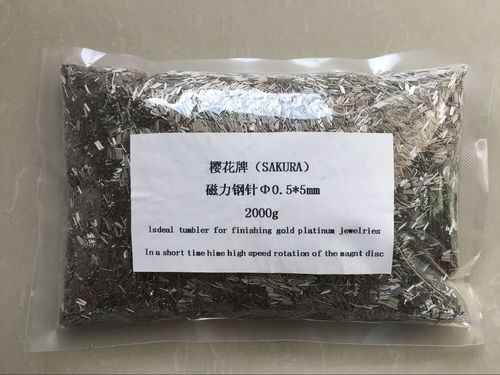 樱花牌（SAKURA）
磁力钢针Φ0.5*5mm
2000g
lsdeal tumbler for finishing gold platinum jewelries
In a short time hime high speed rotation of the magnt disc